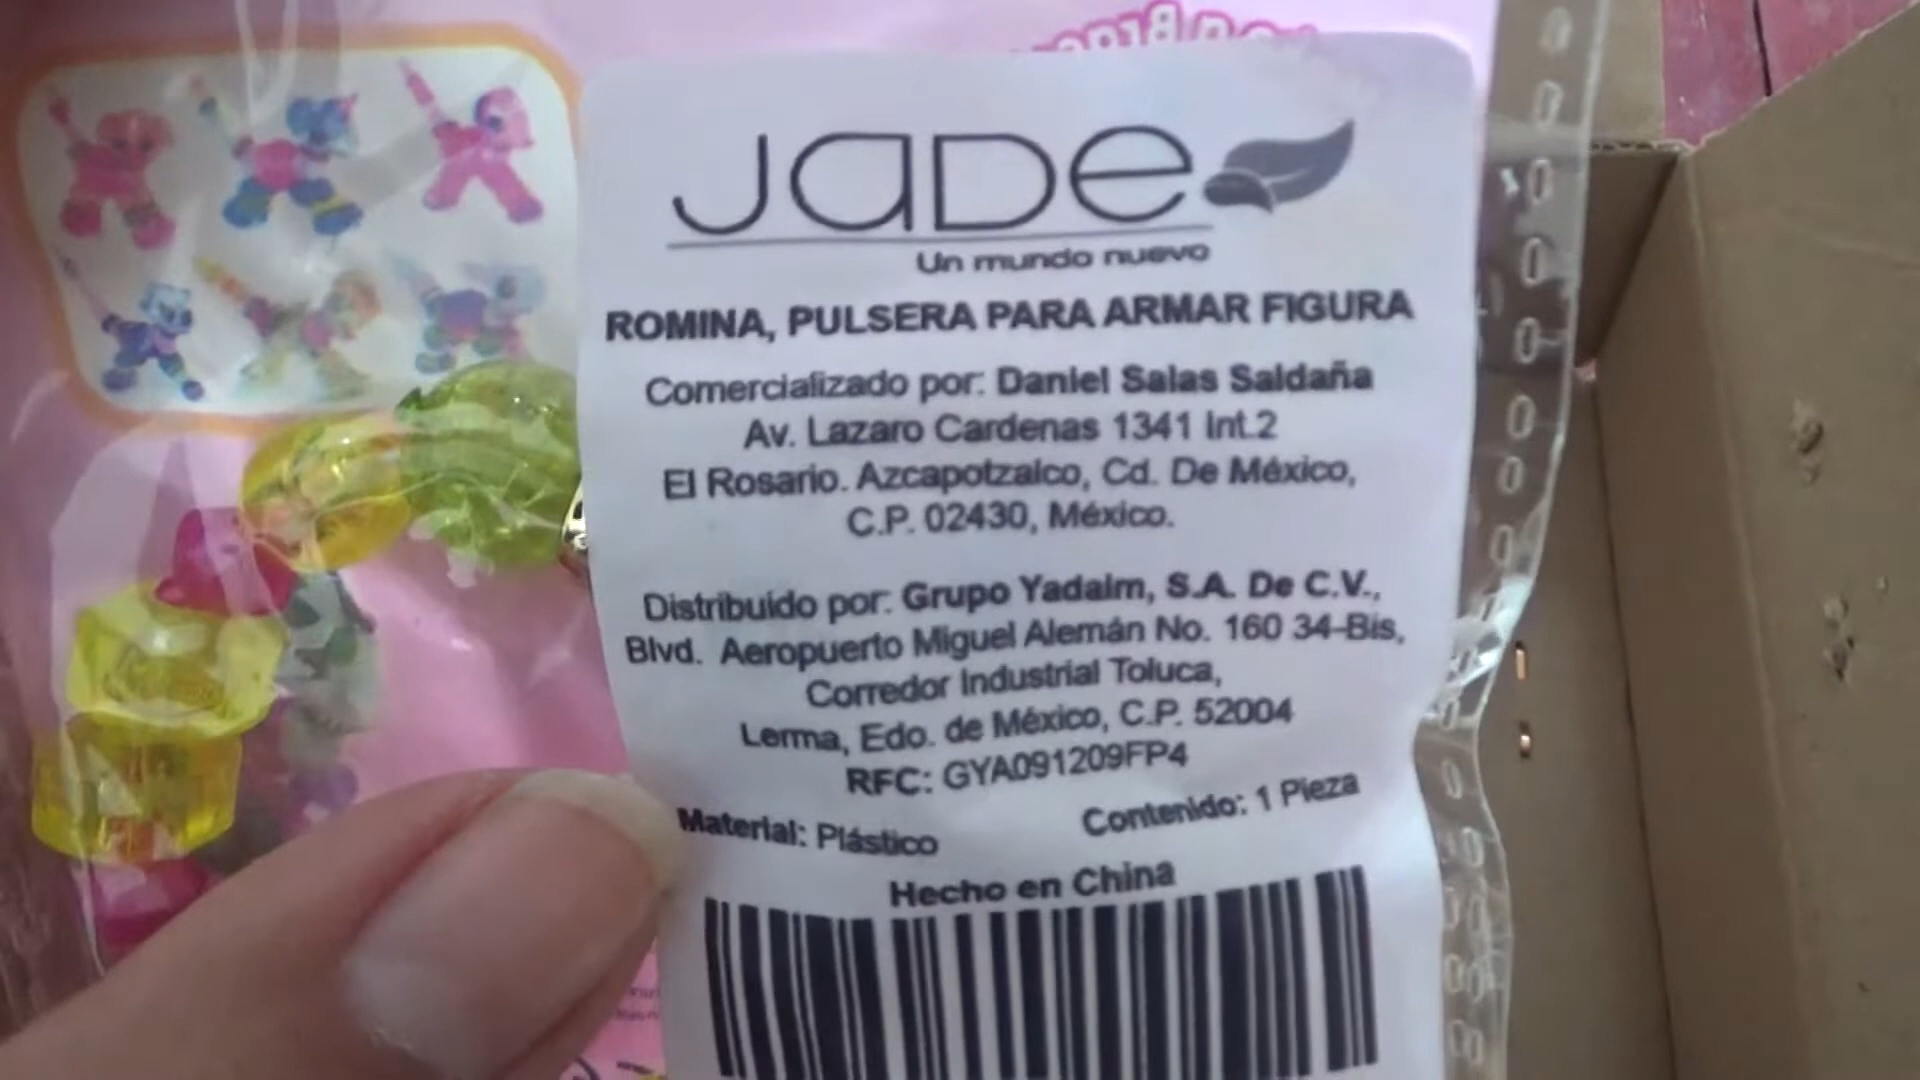 JADE
Un mundo nuevo
ROMINA, PULSERA PARA ARMAR FIGURA
Comercializado por: Daniel Salas Saldaña
Av. Lazaro Cardenas 1341 Int.2
El Rosario. Azcapotzalco, Cd. De México,
C.P. 02430, México.
Distribuído por: Grupo Yadaim, S.A. De C.V.,
Blvd. Aeropuerto Miguel Alemán No. 160 34-Bis,
Corredor Industrial Toluca,
Lerma, Edo. de México, C.P. 52004
RFC: GYA091209FP4
Material: Plástico Contenido: 1 Pieza
Hecho en China